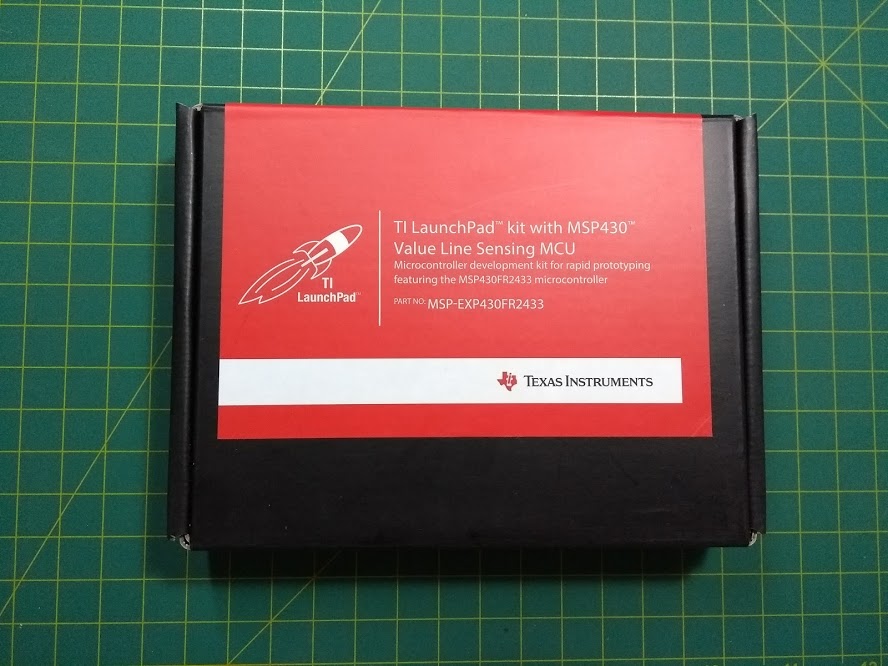 TI LaunchPad™ kit with MSP430™
Value Line Sensing MCU
Microcontroller development kit for rapid prototyping
featuring the MSP430FR2433 microcontroller
PART NO: MSP-EXP430FR2433
TI
LaunchPad™
TEXAS INSTRUMENTS